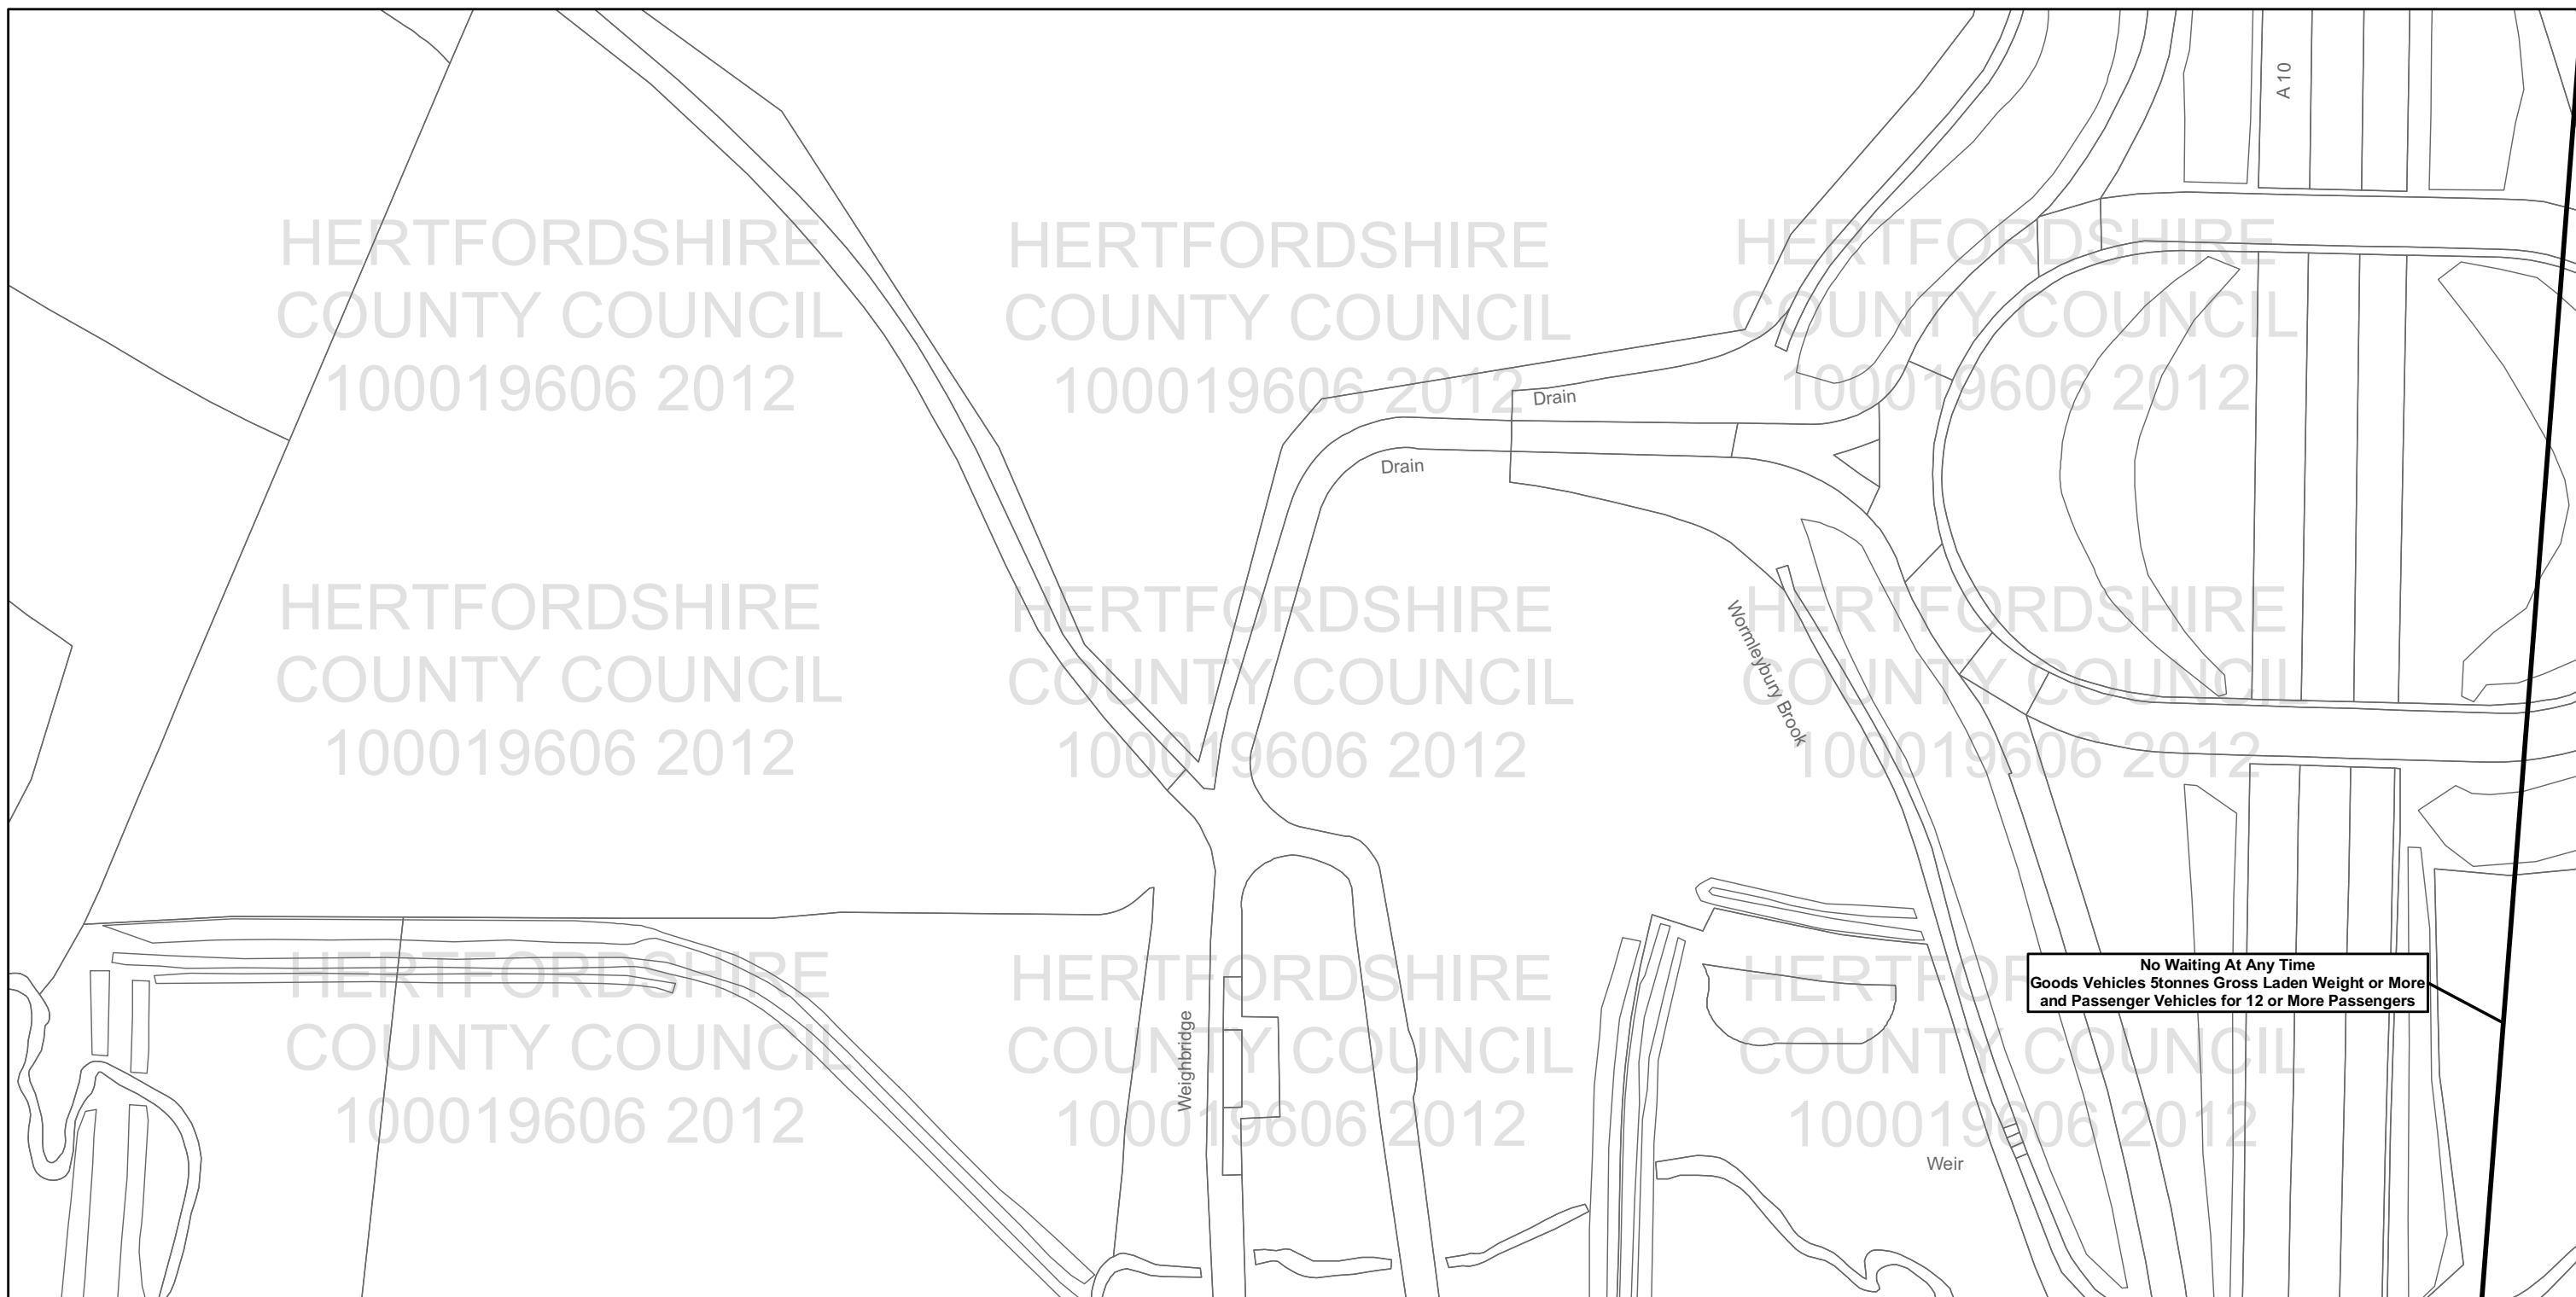 A 10
HERTFORDSHIRE
COUNTY COUNCIL
100019606 2012
HERTFORDSHIRE
COUNTY COUNCIL
100019606 2012
HERTFORDSHIRE
COUNTY COUNCIL
100019606 2012
Drain
Drain
HERTFORDSHIRE
COUNTY COUNCIL
100019606 2012
HERTFORDSHIRE
COUNTY COUNCIL
100019606 2012
Wormleybury Brook
HERTFORDSHIRE
COUNTY COUNCIL
100019606 2012
HERTFORDSHIRE
COUNTY COUNCIL
100019606 2012
Weighbridge
HERTFORDSHIRE
COUNTY COUNCIL
100019606 2012
HERTFORDSHIRE
COUNTY COUNCIL
100019606 2012
No Waiting At Any Time
Goods Vehicles 5tonnes Gross Laden Weight or More
and Passenger Vehicles for 12 or More Passengers
Weir